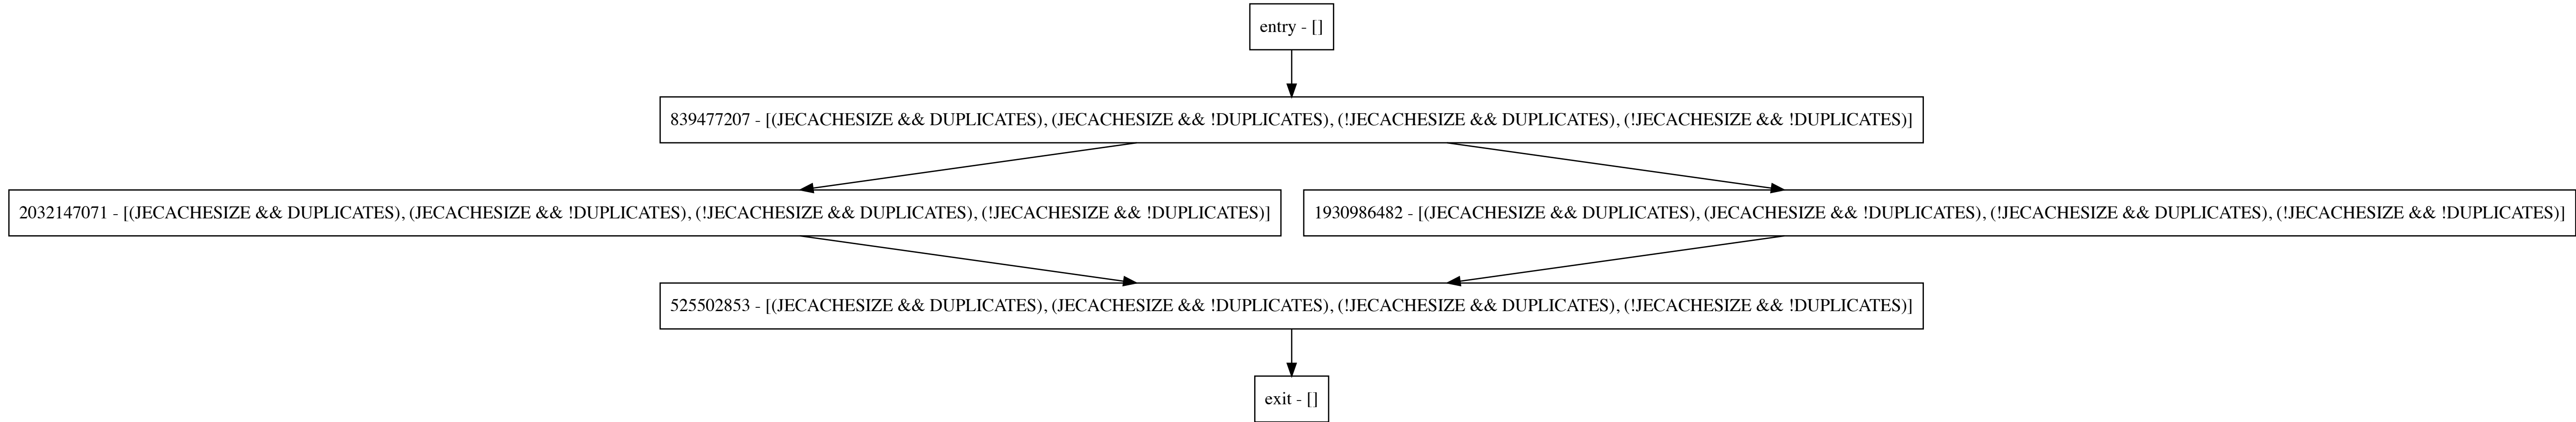 entry - []
839477207 - [(JECACHESIZE && DUPLICATES), (JECACHESIZE && !DUPLICATES), (!JECACHESIZE && DUPLICATES), (!JECACHESIZE && !DUPLICATES)]
2032147071 - [(JECACHESIZE && DUPLICATES), (JECACHESIZE && !DUPLICATES), (!JECACHESIZE && DUPLICATES), (!JECACHESIZE && !DUPLICATES)]
1930986482 - [(JECACHESIZE && DUPLICATES), (JECACHESIZE && !DUPLICATES), (!JECACHESIZE && DUPLICATES), (!JECACHESIZE && !DUPLICATES)]
525502853 - [(JECACHESIZE && DUPLICATES), (JECACHESIZE && !DUPLICATES), (!JECACHESIZE && DUPLICATES), (!JECACHESIZE && !DUPLICATES)]
exit - []